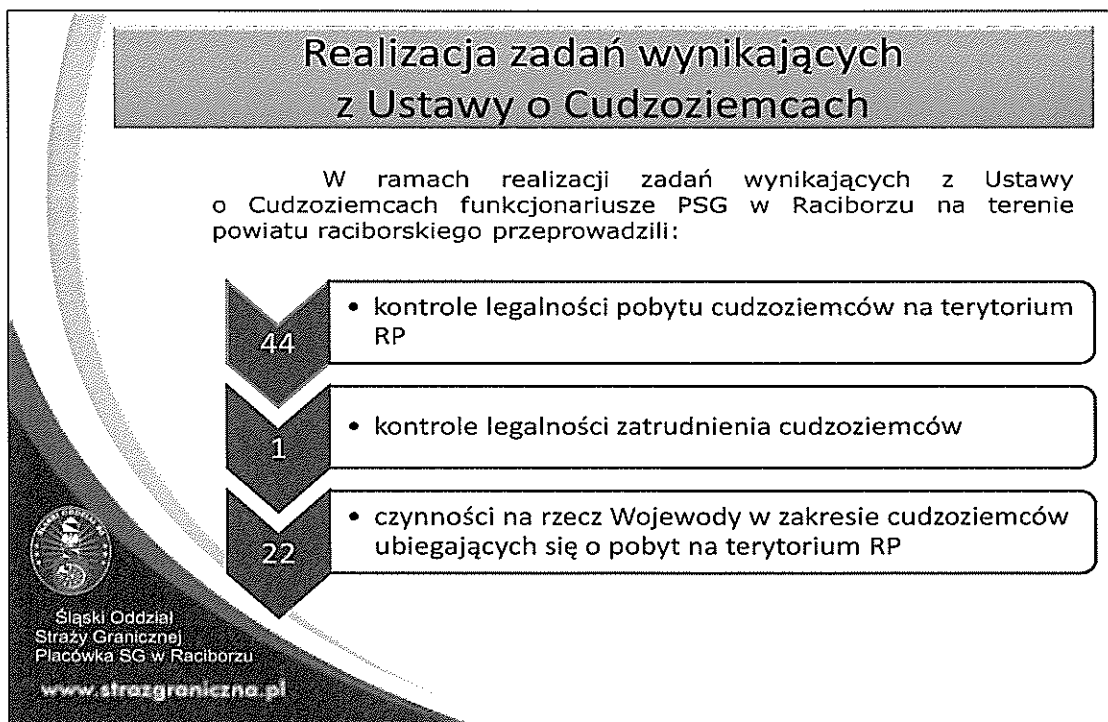 Realizacja zadań wynikających
z Ustawy o Cudzoziemcach
W ramach realizacji zadań wynikających z Ustawy
o Cudzoziemcach funkcjonariusze PSG w Raciborzu na terenie
powiatu raciborskiego przeprowadzili:
44
• kontrole legalności pobytu cudzoziemców na terytorium
RP
1
• kontrole legalności zatrudnienia cudzoziemców
22
• czynności na rzecz Wojewody w zakresie cudzoziemców
ubiegających się o pobyt na terytorium RP
Śląski Oddział
Straży Granicznej
Placówka SG w Raciborzu
www.strazgraniczna.pl